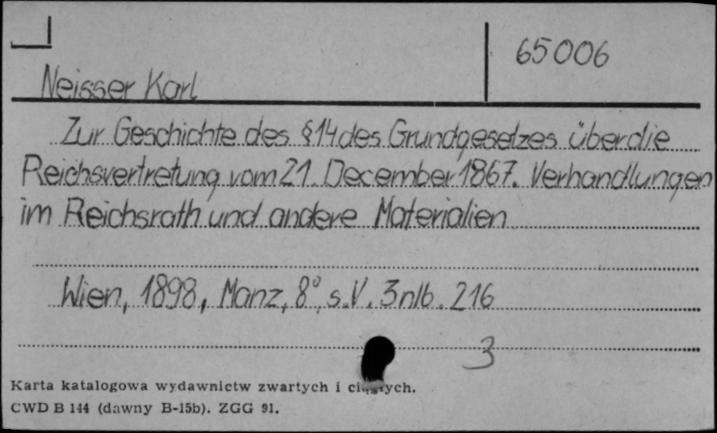 65006
Neisser Karl
Zur Geschichte des §14 des Grundgesetzes über die
Reichsvertretung vom 21. December 1867. Verhandlungen
im Reichsrath und andere Materialien
Wien, 1898, Manz, 8°, s. V. 3nlb. 216
3
Karta katalogowa wydawnictw zwartych i
CWD B 144 (dawny B-15b). ZGG 91.